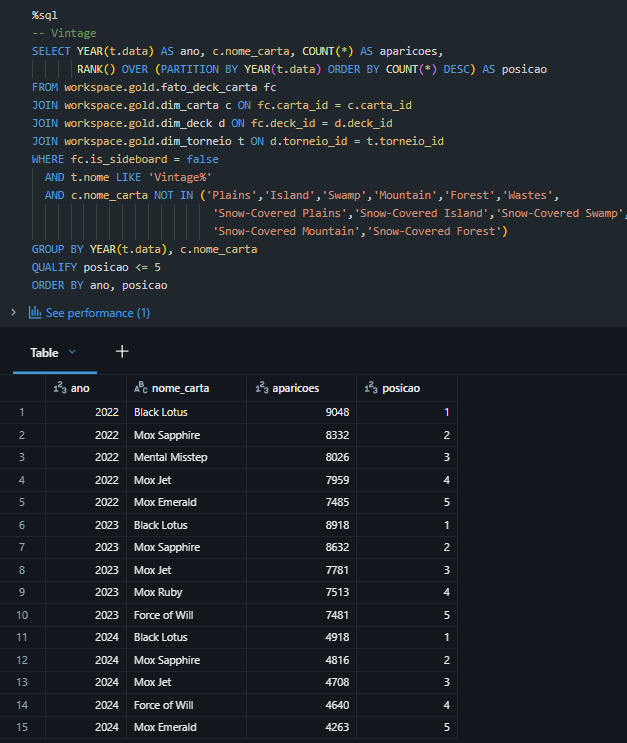 %sql
-- Vintage
SELECT YEAR(t.data) AS ano, c.nome_carta, COUNT(*) AS aparicoes,
RANK() OVER (PARTITION BY YEAR(t.data) ORDER BY COUNT(*) DESC) AS posicao
FROM workspace.gold.fato_deck_carta fc
JOIN workspace.gold.dim_carta c ON fc.carta_id = c.carta_id
JOIN workspace.gold.dim_deck d ON fc.deck_id = d.deck_id
JOIN workspace.gold.dim_torneio t ON d.torneio_id = t.torneio_id
WHERE fc.is_sideboard = false
AND t.nome LIKE 'Vintage%'
AND c.nome_carta NOT IN ('Plains','Island','Swamp','Mountain','Forest','Wastes',
'Snow-Covered Plains','Snow-Covered Island','Snow-Covered Swamp',
'Snow-Covered Mountain','Snow-Covered Forest')
GROUP BY YEAR(t.data), c.nome_carta
QUALIFY posicao <= 5
ORDER BY ano, posicao
See performance (1)
Table
ano nome_carta aparicoes posicao
1 2022 Black Lotus 9048 1
2 2022 Mox Sapphire 8332 2
3 2022 Mental Misstep 8026 3
4 2022 Mox Jet 7959 4
5 2022 Mox Emerald 7485 5
6 2023 Black Lotus 8918 1
7 2023 Mox Sapphire 8632 2
8 2023 Mox Jet 7781 3
9 2023 Mox Ruby 7513 4
10 2023 Force of Will 7481 5
11 2024 Black Lotus 4918 1
12 2024 Mox Sapphire 4816 2
13 2024 Mox Jet 4708 3
14 2024 Force of Will 4640 4
15 2024 Mox Emerald 4263 5